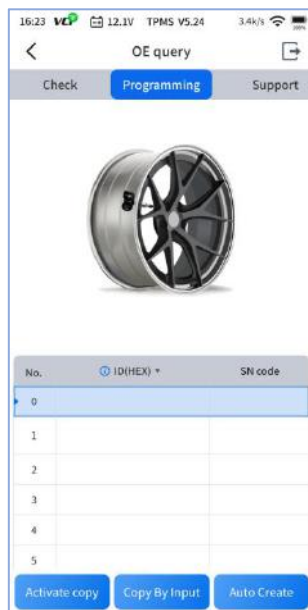 16:23 VCI 12.1V TPMS V5.24 3.4k/s
OE query
Check Programming Support
No. ID(HEX) SN code
0
1
2
3
4
5
Activate copy Copy By Input Auto Create